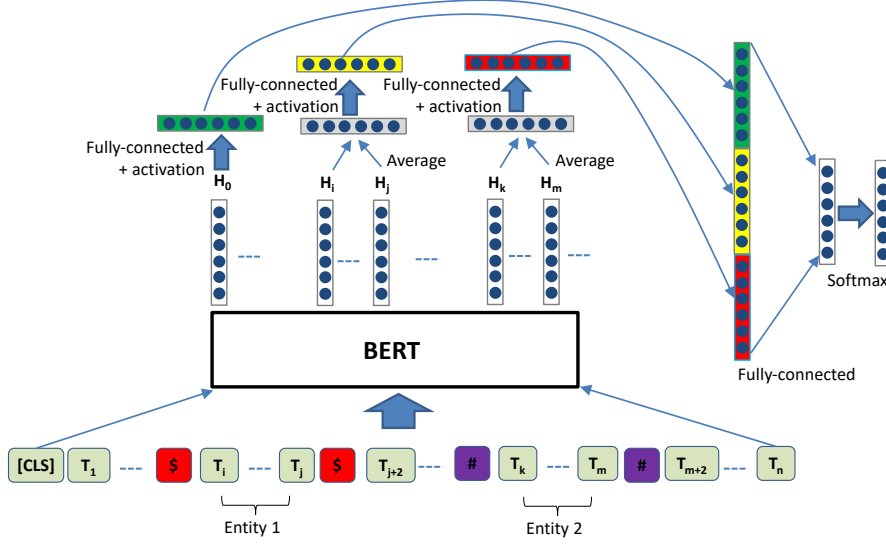 Fully-connected
+ activation
Fully-connected
+ activation
Fully-connected
+ activation
Average
Average
H0
Hi
Hj
Hk
Hm
Softmax
BERT
Fully-connected
[CLS]
T1
$
Ti
Tj
$
Tj+2
#
Tk
Tm
#
Tm+2
Tn
Entity 1
Entity 2